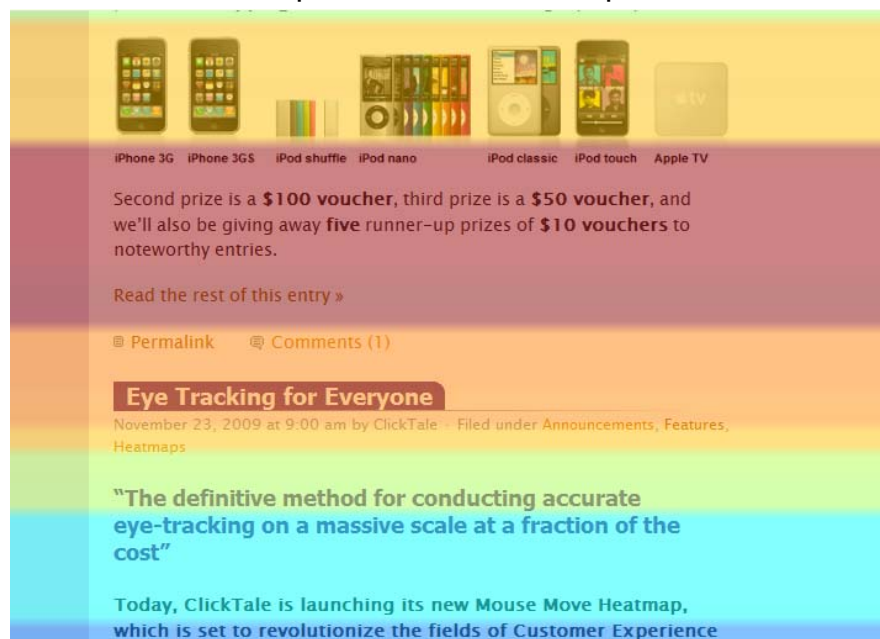 iPhone 3G iPhone 3GS iPod shuffle iPod nano iPod classic iPod touch Apple TV
Second prize is a $100 voucher, third prize is a $50 voucher, and
we'll also be giving away five runner-up prizes of $10 vouchers to
noteworthy entries.
Read the rest of this entry »
Permalink Comments (1)
Eye Tracking for Everyone
November 23, 2009 at 9:00 am by ClickTale · Filed under Announcements, Features,
Heatmaps
“The definitive method for conducting accurate
eye-tracking on a massive scale at a fraction of the
cost”
Today, ClickTale is launching its new Mouse Move Heatmap,
which is set to revolutionize the fields of Customer Experience